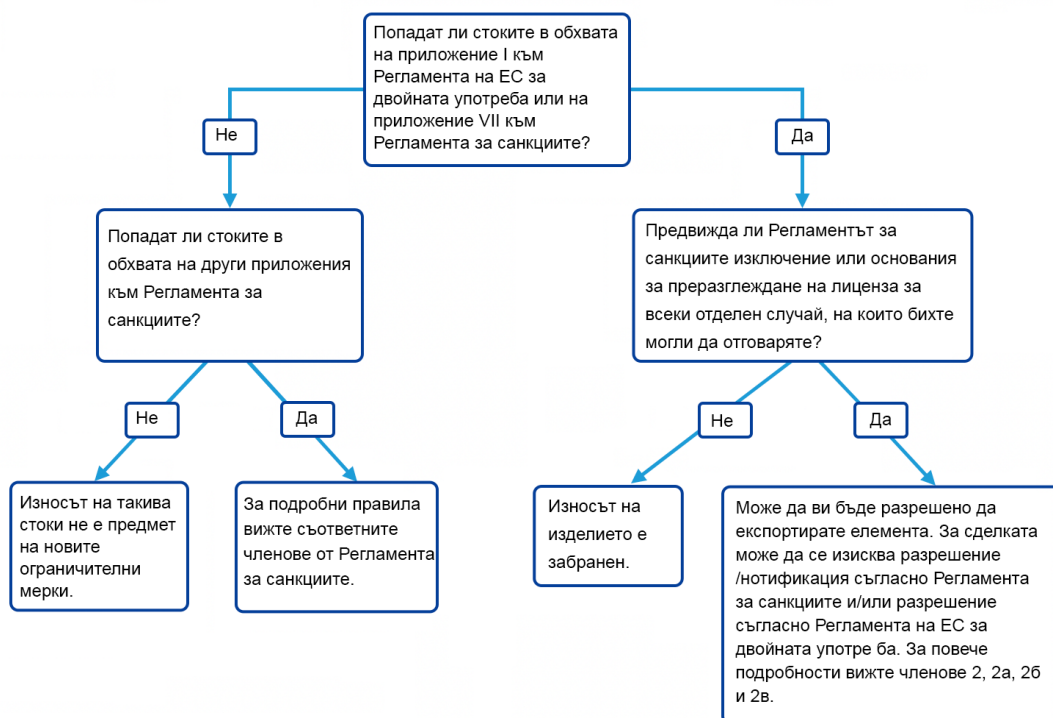 Попадат ли стоките в обхвата
на приложение I към
Регламента на ЕС за
двойната употреба или на
приложение VII към
Регламента за санкциите?
Не
Да
Попадат ли стоките в
обхвата на други приложения
към Регламента за
санкциите?
Предвижда ли Регламентът за
санкциите изключение или основания
за преразглеждане на лиценза за
всеки отделен случай, на които бихте
могли да отговаряте?
Не
Да
Не
Да
Износът на такива
стоки не е предмет
на новите
ограничителни
мерки.
За подробни правила
вижте съответните
членове от Регламента
за санкциите.
Износът на
изделието е
забранен.
Може да ви бъде разрешено да
експортирате елемента. За сделката
може да се изисква разрешение
/нотификация съгласно Регламента
за санкциите и/или разрешение
съгласно Регламента на ЕС за
двойната употре ба. За повече
подробности вижте членове 2, 2а, 2б
и 2в.